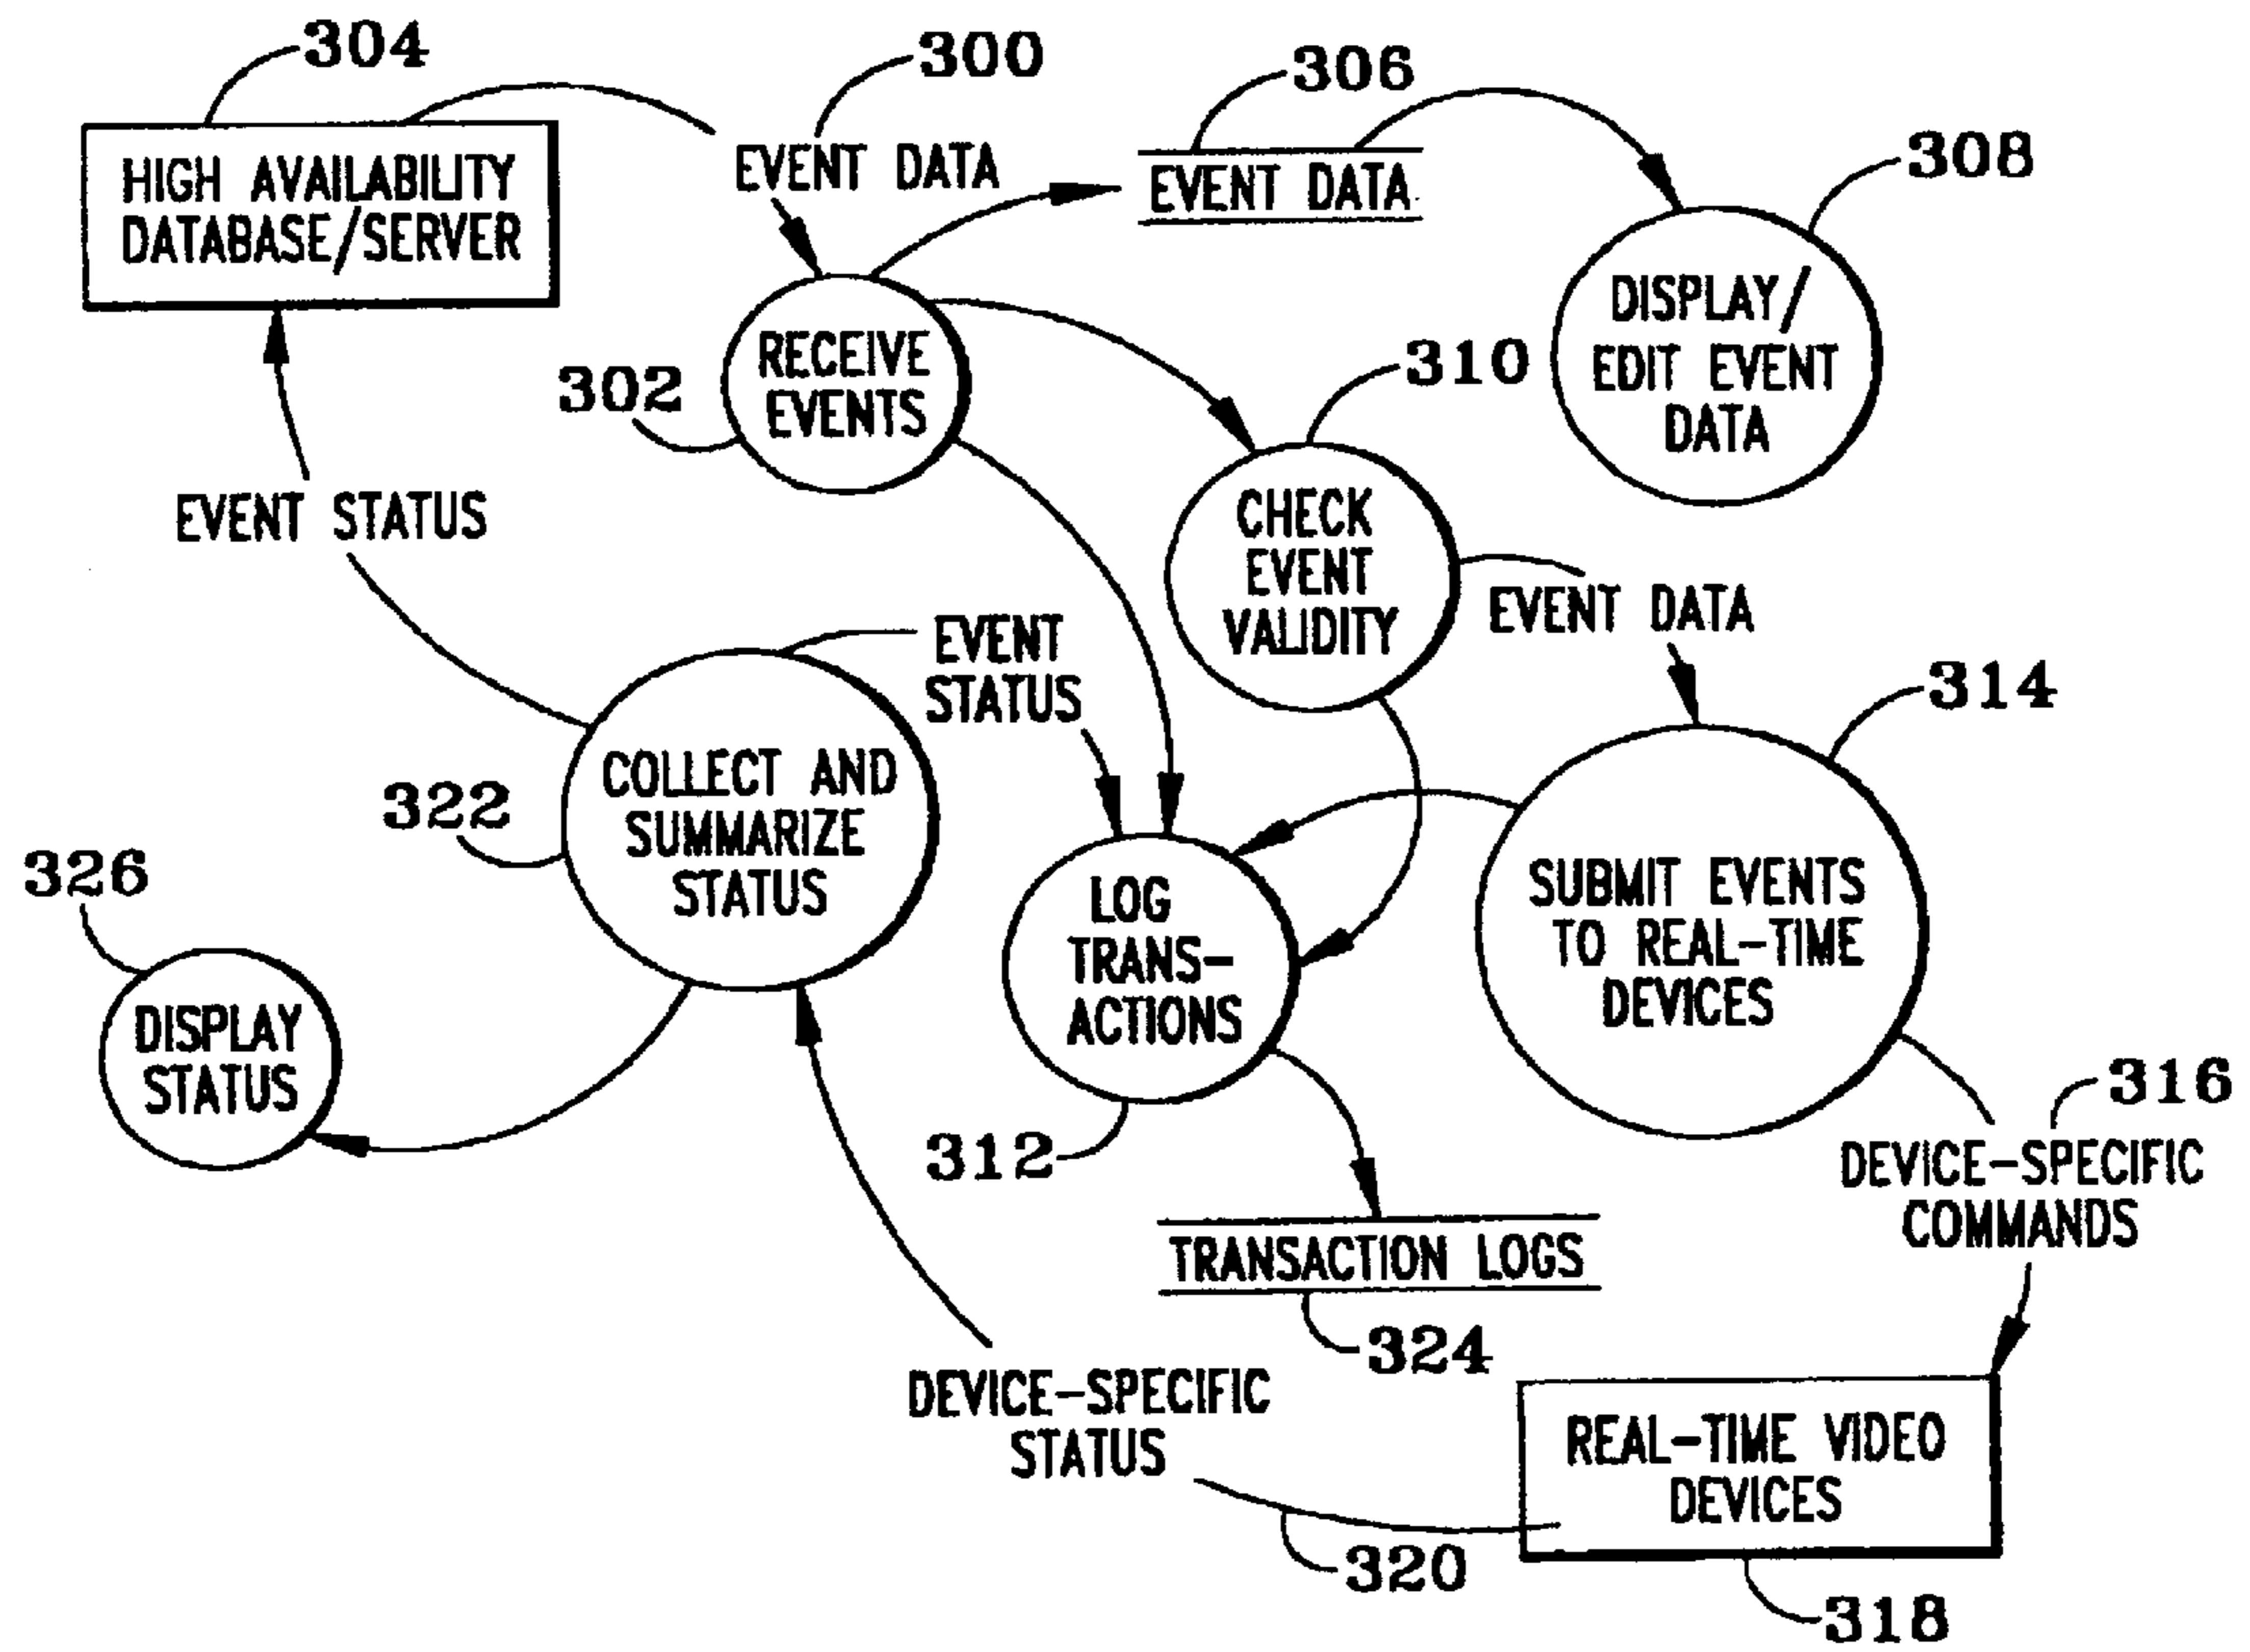 304
300
306
308
HIGH AVAILABILITY
DATABASE/SERVER
EVENT DATA
EVENT DATA
DISPLAY/
EDIT EVENT
DATA
302
RECEIVE
EVENTS
310
EVENT STATUS
CHECK
EVENT
VALIDITY
EVENT DATA
314
EVENT
STATUS
322
COLLECT AND
SUMMARIZE
STATUS
326
DISPLAY
STATUS
LOG
TRANS-
ACTIONS
312
SUBMIT EVENTS
TO REAL-TIME
DEVICES
316
DEVICE-SPECIFIC
COMMANDS
TRANSACTION LOGS
324
DEVICE-SPECIFIC
STATUS
320
REAL-TIME VIDEO
DEVICES
318